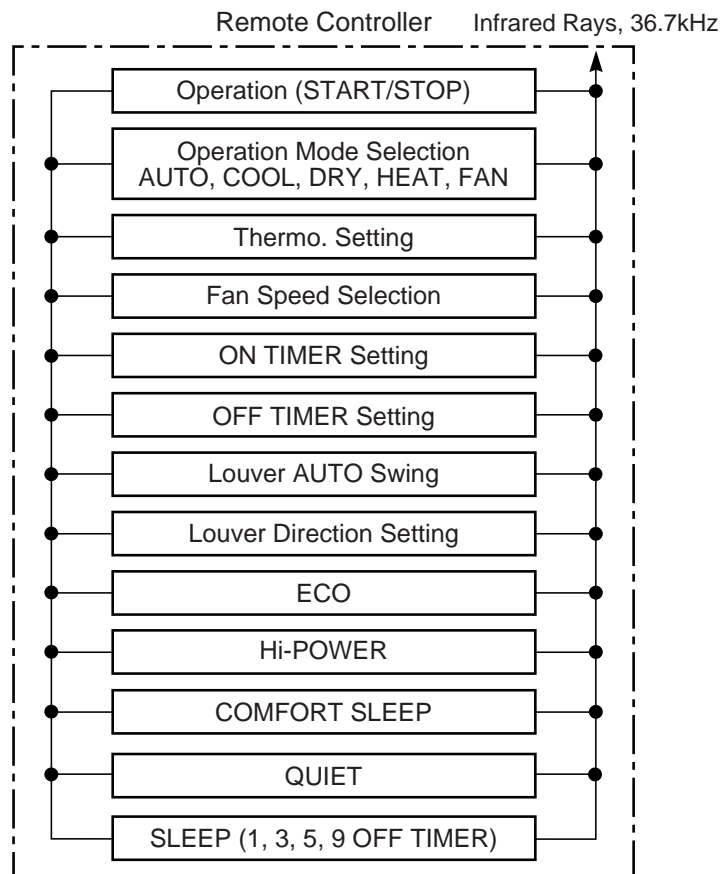 Remote Controller
Infrared Rays, 36.7kHz
Operation (START/STOP)
Operation Mode Selection
AUTO, COOL, DRY, HEAT, FAN
Thermo. Setting
Fan Speed Selection
ON TIMER Setting
OFF TIMER Setting
Louver AUTO Swing
Louver Direction Setting
ECO
Hi-POWER
COMFORT SLEEP
QUIET
SLEEP (1, 3, 5, 9 OFF TIMER)